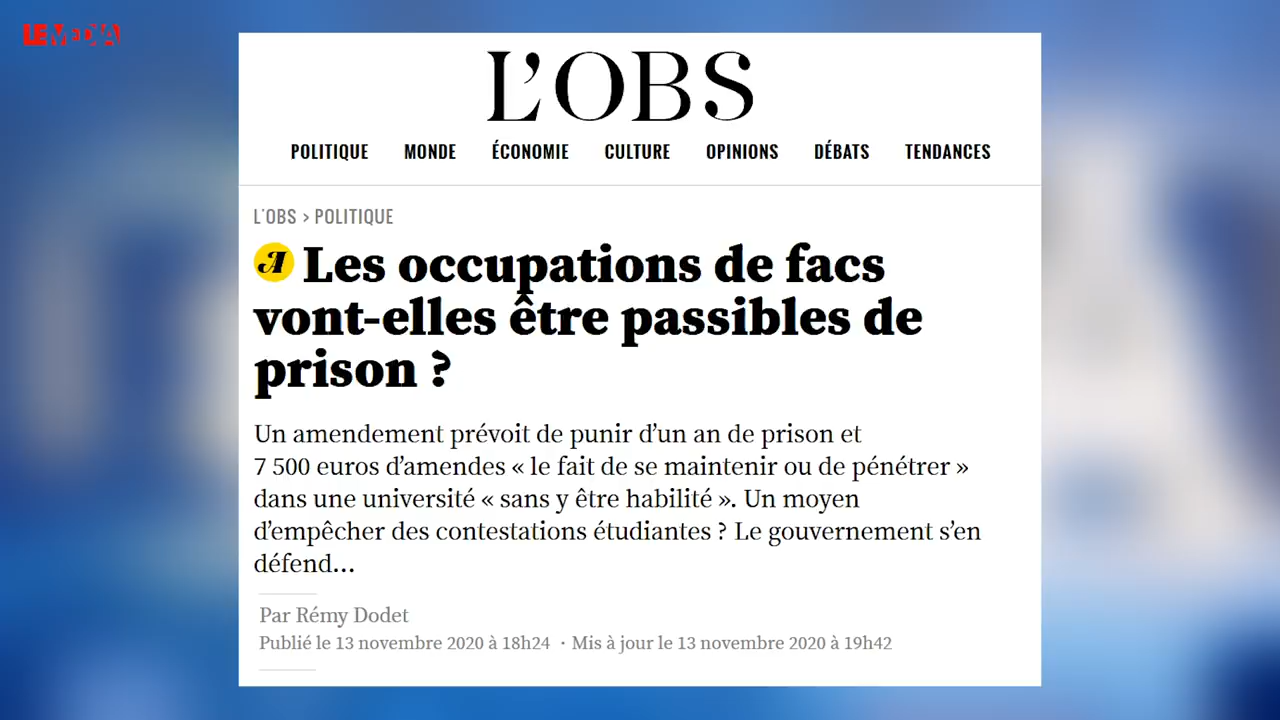 LEMEDIA
L'OBS
POLITIQUE MONDE ÉCONOMIE CULTURE OPINIONS DÉBATS TENDANCES
L'OBS > POLITIQUE
A Les occupations de facs
vont-elles être passibles de
prison ?
Un amendement prévoit de punir d'un an de prison et
7 500 euros d'amendes « le fait de se maintenir ou de pénétrer »
dans une université « sans y être habilité ». Un moyen
d'empêcher des contestations étudiantes ? Le gouvernement s'en
défend...
Par Rémy Dodet
Publié le 13 novembre 2020 à 18h24 · Mis à jour le 13 novembre 2020 à 19h42